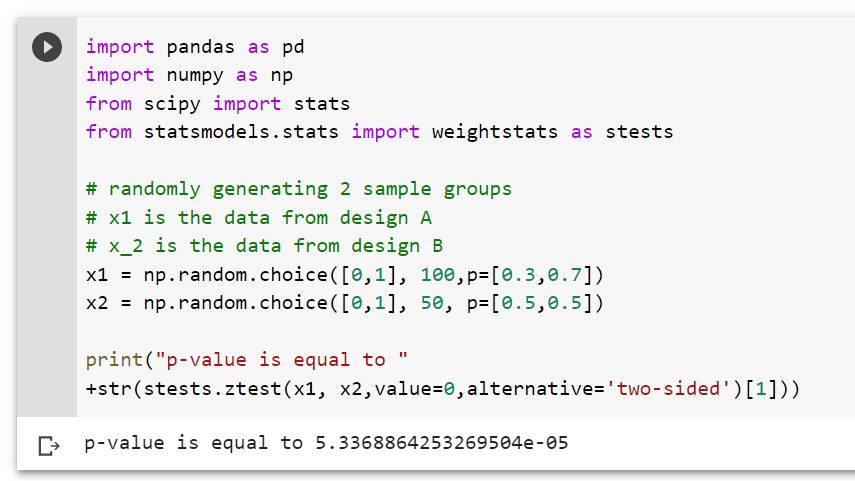 import pandas as pd
import numpy as np
from scipy import stats
from statsmodels.stats import weightstats as stests
# randomly generating 2 sample groups
# x1 is the data from design A
# x_2 is the data from design B
x1 = np.random.choice([0,1], 100,p=[0.3,0.7])
x2 = np.random.choice([0,1], 50, p=[0.5,0.5])
print("p-value is equal to "
+str(stests.ztest(x1, x2,value=0,alternative='two-sided')[1]))
p-value is equal to 5.3368864253269504e-05